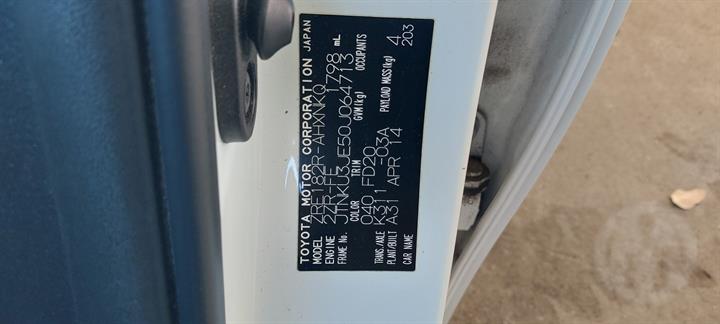 TOYOTA MOTOR CORPORATION JAPAN
MODEL ZRE182R-AHXNKQ
ENGINE 2ZR-FE 1798 mL
FRAME No. JTNKU3JE50J064713
COLOR TRIM GVM(kg) OCCUPANTS
040 FD20 4
TRANS./AXLE K311 -03A PAYLOAD MASS(kg) 203
PLANT/BUILT A31 APR 14
CAR NAME